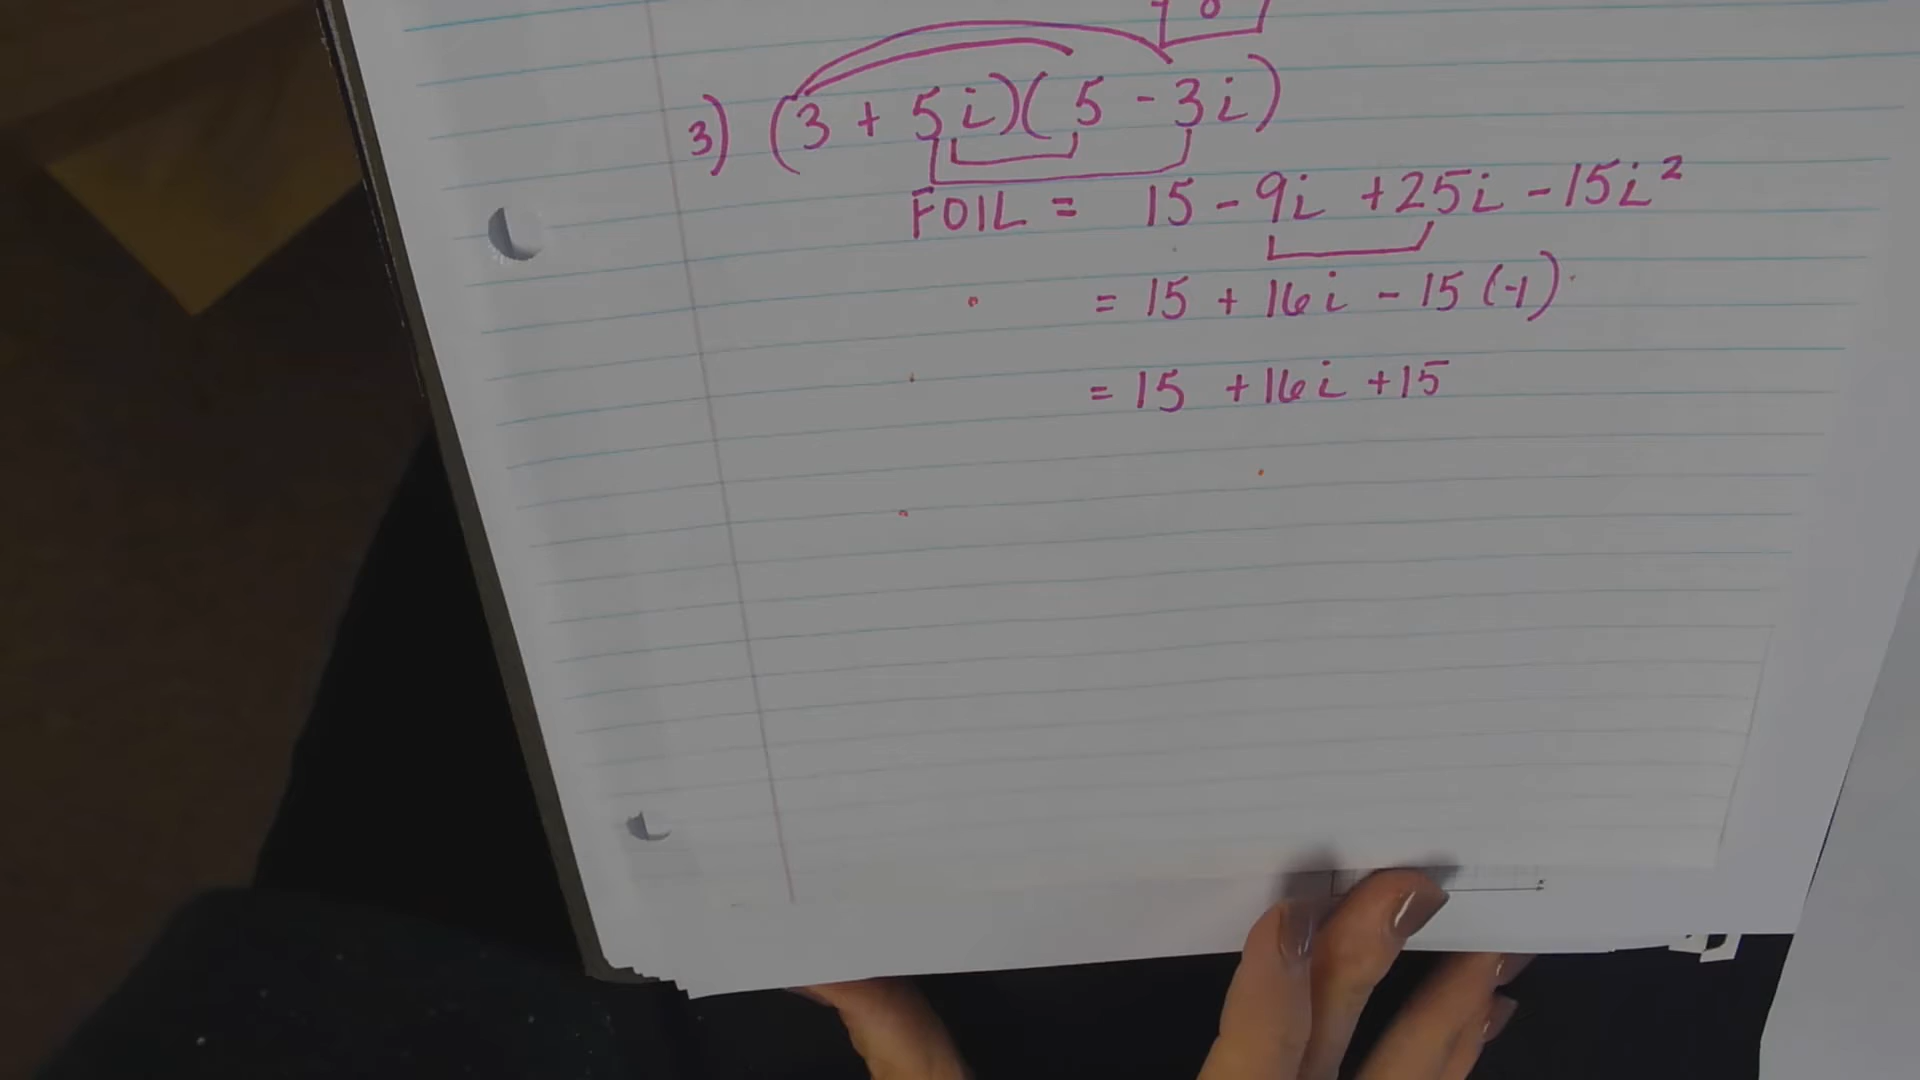 3) (3 + 5i)(5 - 3i)
FOIL = 15 - 9i + 25i - 15i²
= 15 + 16i - 15(-1)
= 15 + 16i + 15